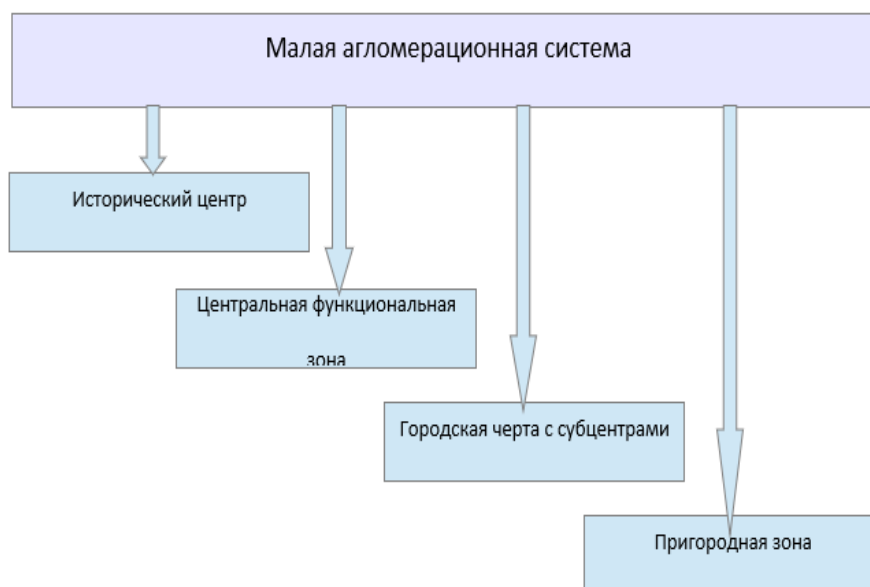 Малая агломерационная система
Исторический центр
Центральная функциональная
зона
Городская черта с субцентрами
Пригородная зона